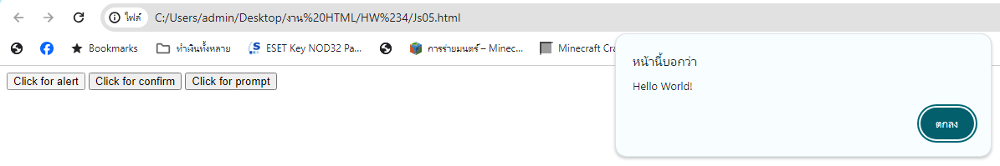 ไฟล์ C:/Users/admin/Desktop/งาน%20HTML/HW%234/Js05.html
Bookmarks ทำเงินทั้งหลาย ESET Key NOD32 Pa... การร่ายมนตร์ – Minec... Minecraft Cra
Click for alert Click for confirm Click for prompt
หน้านี้บอกว่า
Hello World!
ตกลง